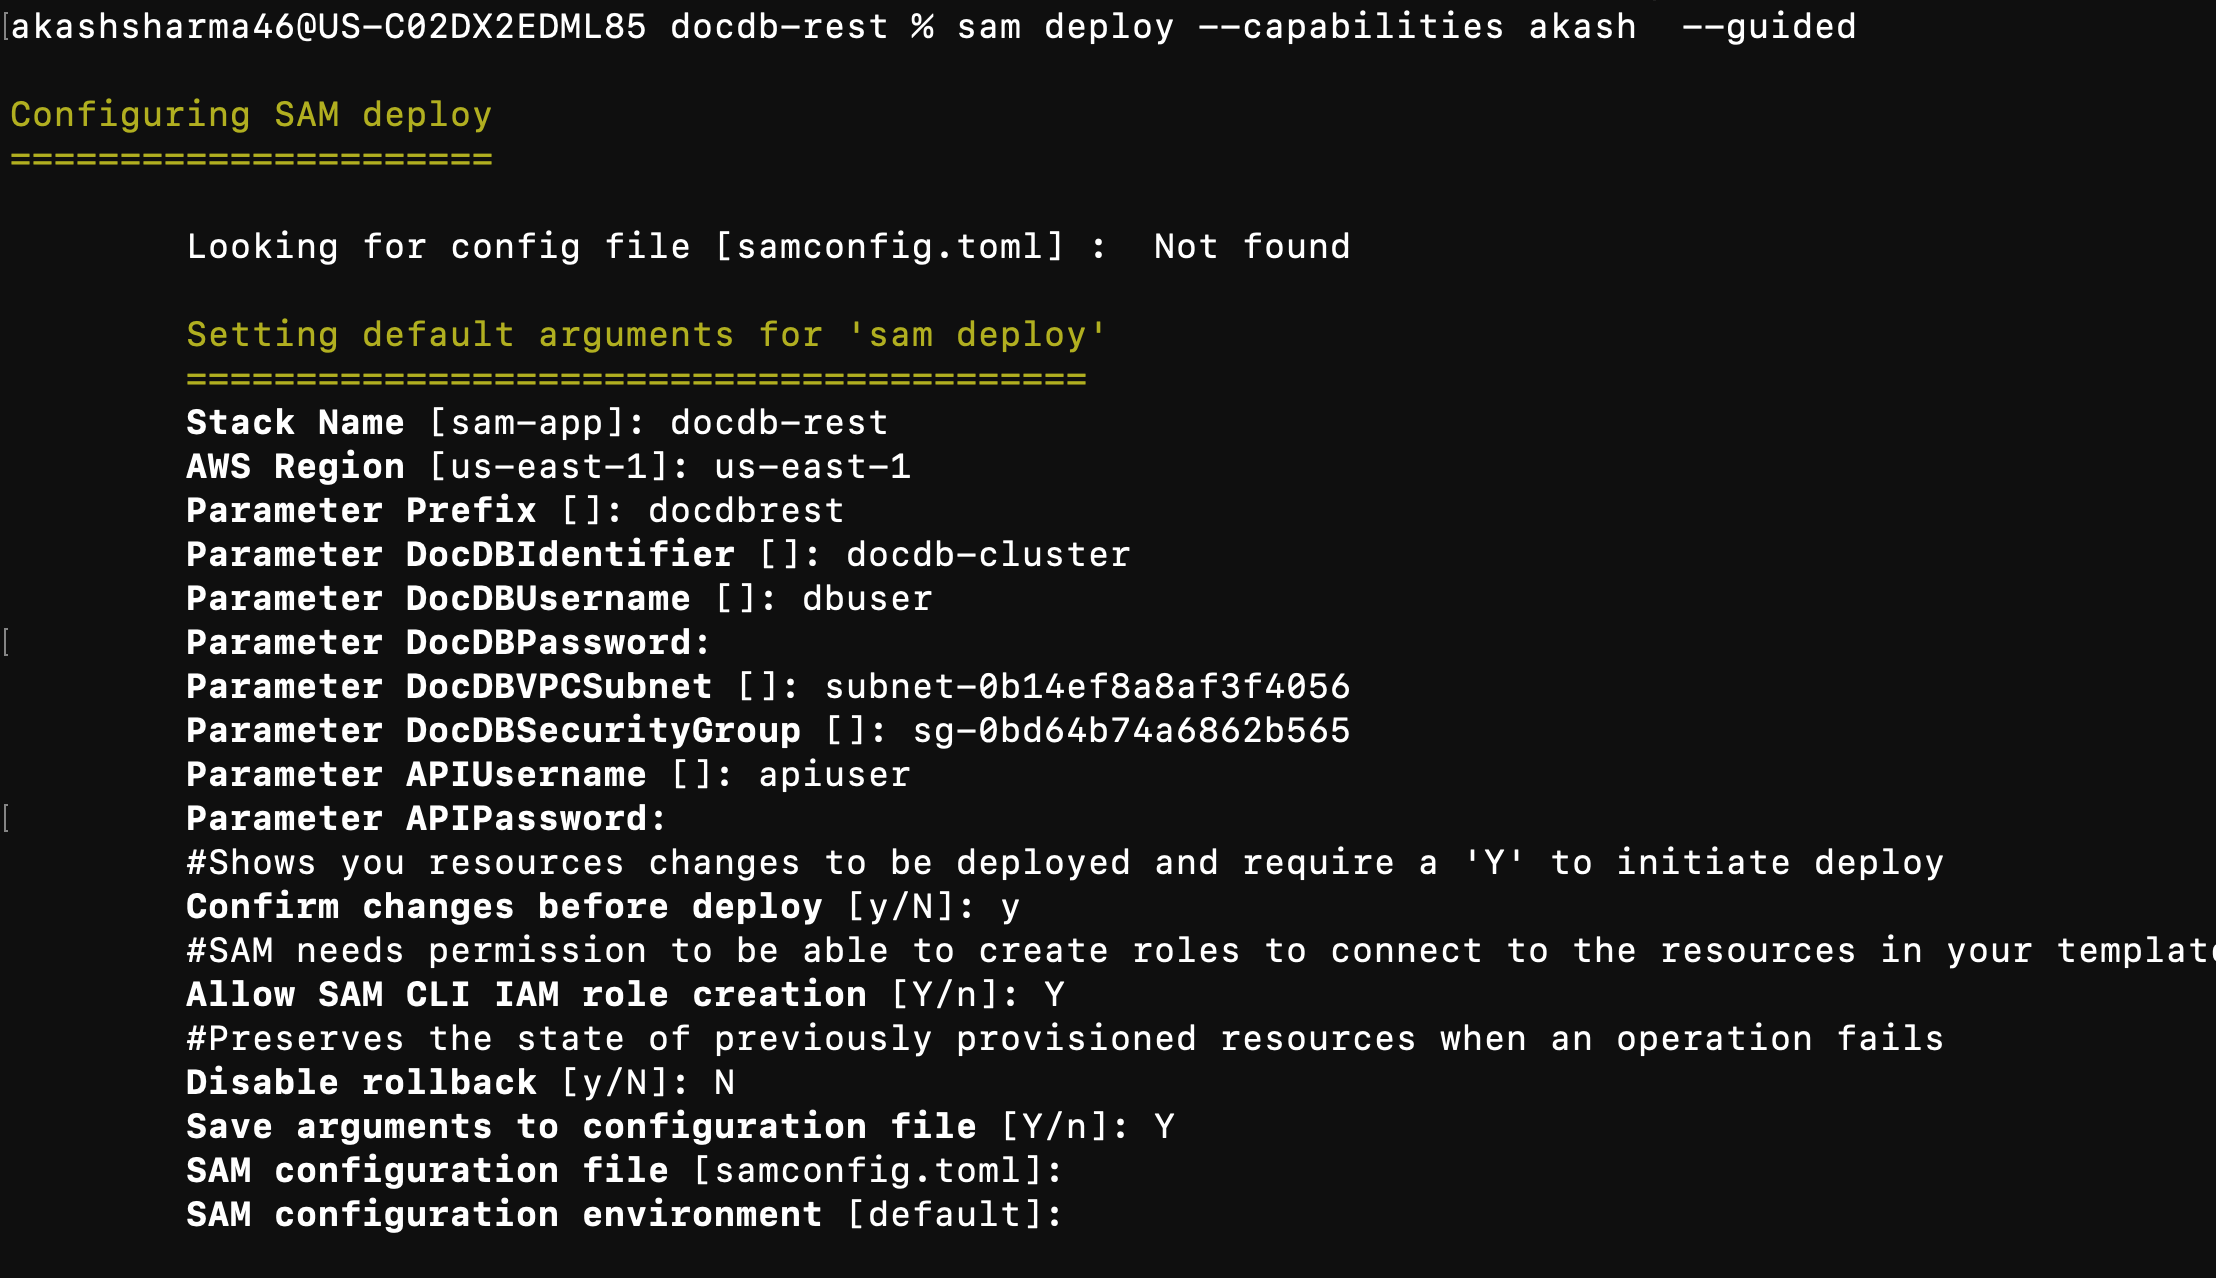 akashsharma46@US-C02DX2EDML85 docdb-rest % sam deploy --capabilities akash  --guided
Configuring SAM deploy
======================
Looking for config file [samconfig.toml] :  Not found
Setting default arguments for 'sam deploy'
=========================================
Stack Name [sam-app]: docdb-rest
AWS Region [us-east-1]: us-east-1
Parameter Prefix []: docdbrest
Parameter DocDBIdentifier []: docdb-cluster
Parameter DocDBUsername []: dbuser
Parameter DocDBPassword:
Parameter DocDBVPCSubnet []: subnet-0b14ef8a8af3f4056
Parameter DocDBSecurityGroup []: sg-0bd64b74a6862b565
Parameter APIUsername []: apiuser
Parameter APIPassword:
#Shows you resources changes to be deployed and require a 'Y' to initiate deploy
Confirm changes before deploy [y/N]: y
#SAM needs permission to be able to create roles to connect to the resources in your template
Allow SAM CLI IAM role creation [Y/n]: Y
#Preserves the state of previously provisioned resources when an operation fails
Disable rollback [y/N]: N
Save arguments to configuration file [Y/n]: Y
SAM configuration file [samconfig.toml]:
SAM configuration environment [default]: